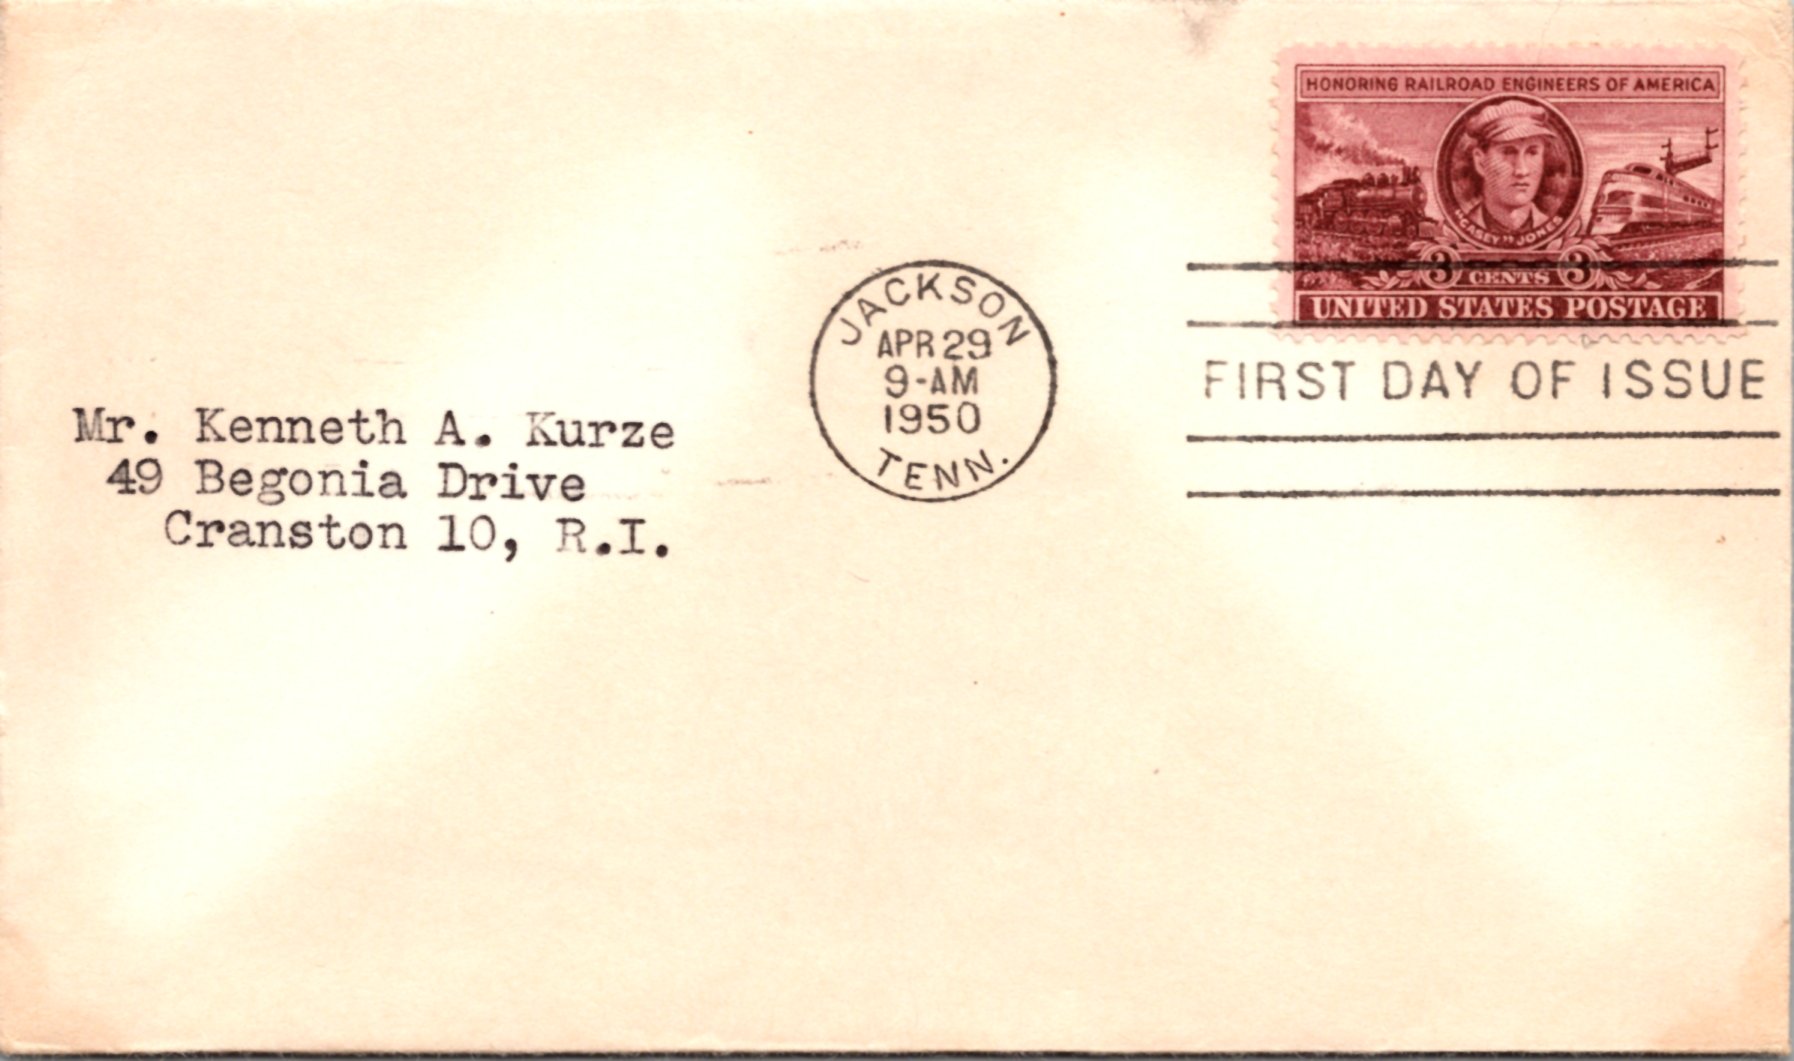 HONORING RAILROAD ENGINEERS OF AMERICA
"CASEY" JONES
3 CENTS 3
UNITED STATES POSTAGE
JACKSON
APR 29
9-AM
1950
TENN.
FIRST DAY OF ISSUE
Mr. Kenneth A. Kurze
49 Begonia Drive
Cranston 10, R.I.